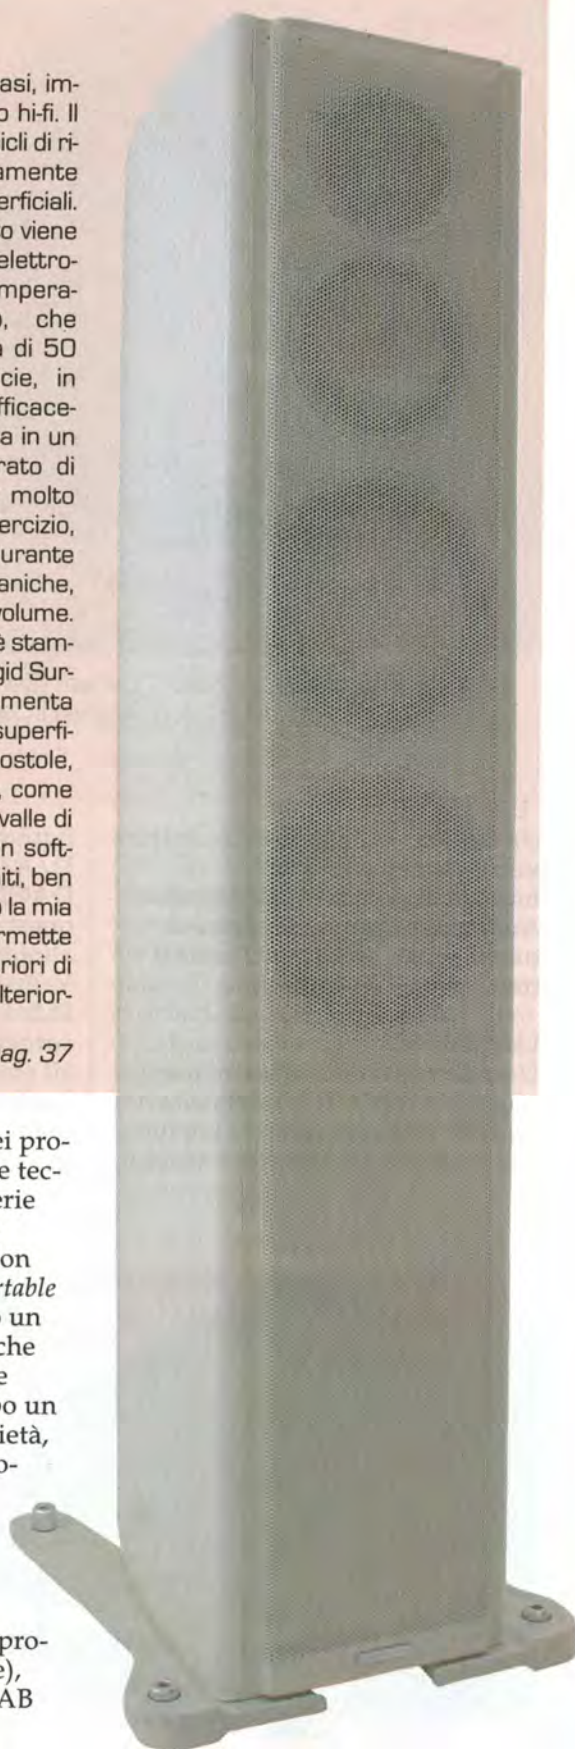 asi, im-
o hi-fi. Il
icli di ri-
amente
erficiali.
o viene
elettro-
mpera-
o, che
a di 50
cie, in
fficace-
a in un
rato di
molto
ercizio,
urante
aniche,
volume.
è stam-
gid Sur-
menta
superfi-
ostole,
, come
valle di
n soft-
iti, ben
o la mia
rmette
riori di
lterior-
ag. 37
ei pro-
e tec-
erie
on
rtable
o un
che
e
po un
ietà,
o-
pro-
e),
AB